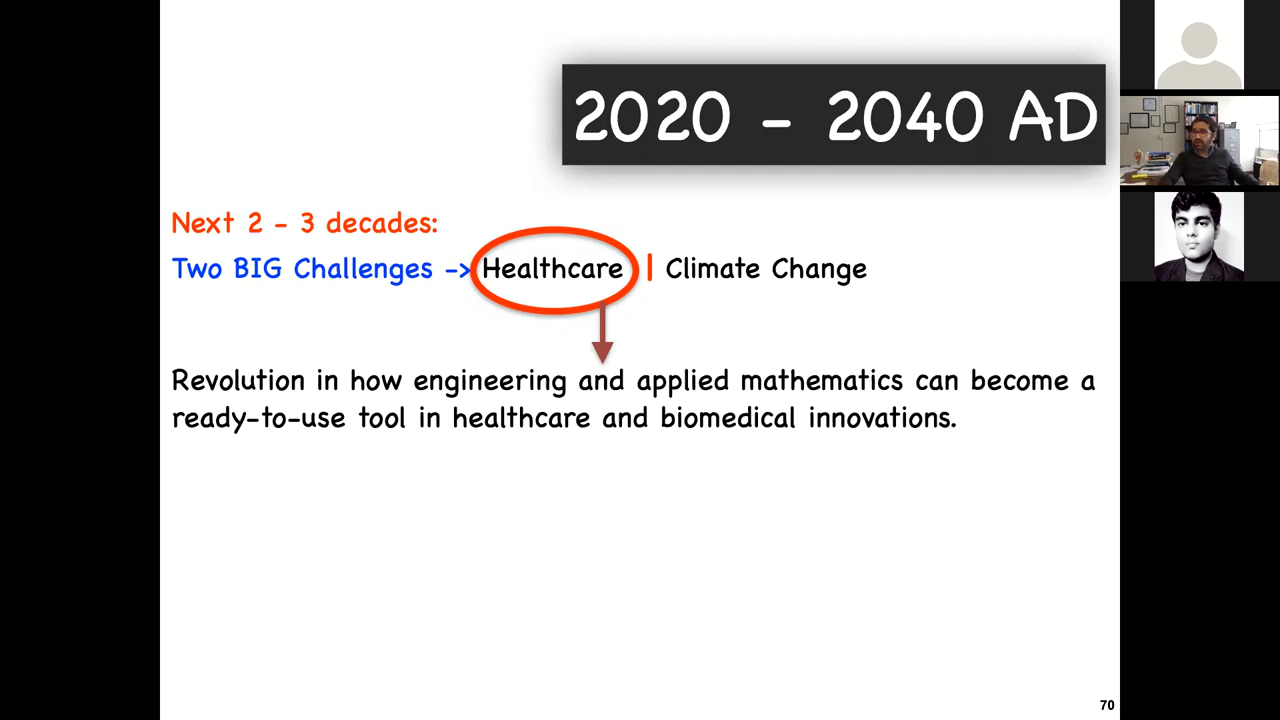 2020 - 2040 AD
Next 2 - 3 decades:
Two BIG Challenges -> Healthcare | Climate Change
Revolution in how engineering and applied mathematics can become a
ready-to-use tool in healthcare and biomedical innovations.
70